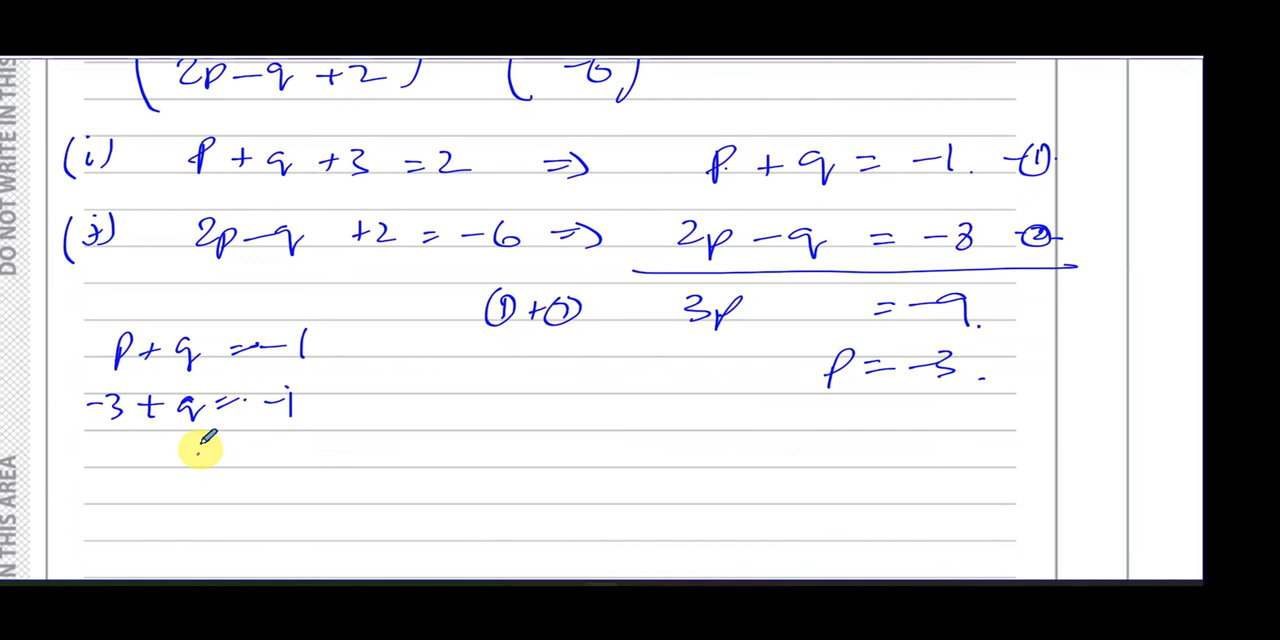 DO NOT WRITE IN THIS
N THIS AREA
(2p-q+2) (-6)
(i) p+q+3=2 => p+q=-1. -①
(j) 2p-q+2=-6 => 2p-q=-8 -②
①+② 3p =-9.
p+q=-1
p=-3.
-3+q=-1